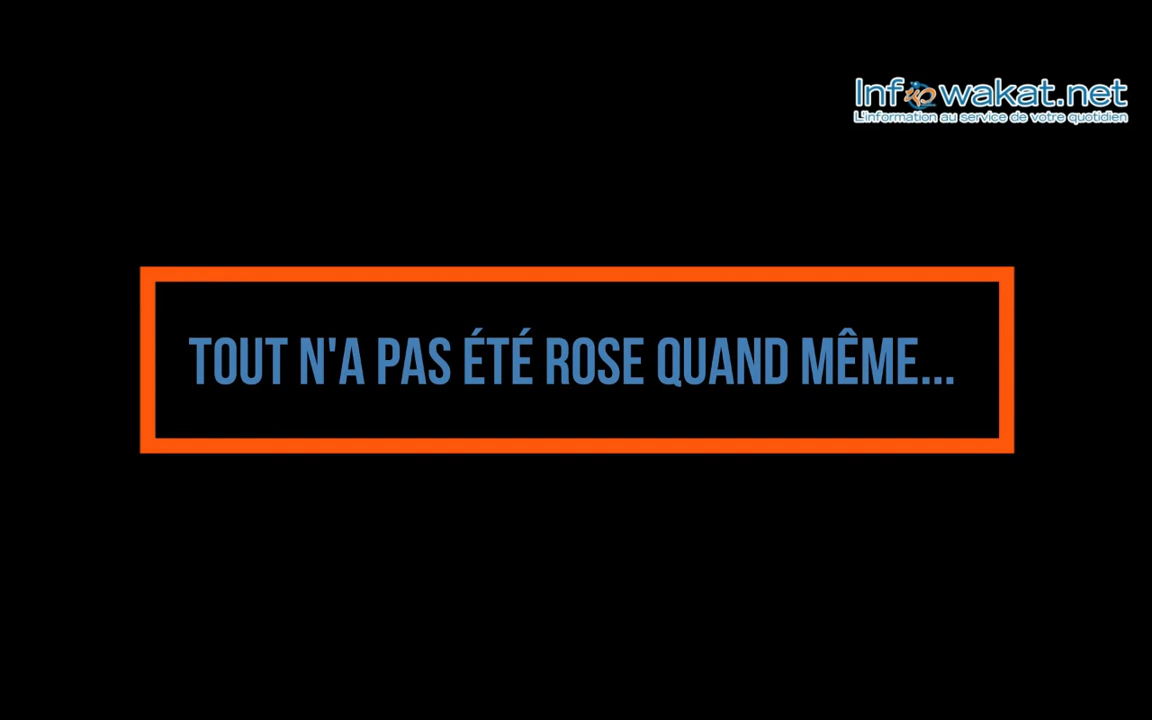 Infowakat.net
L'information au service de votre quotidien
TOUT N'A PAS ÉTÉ ROSE QUAND MÊME...